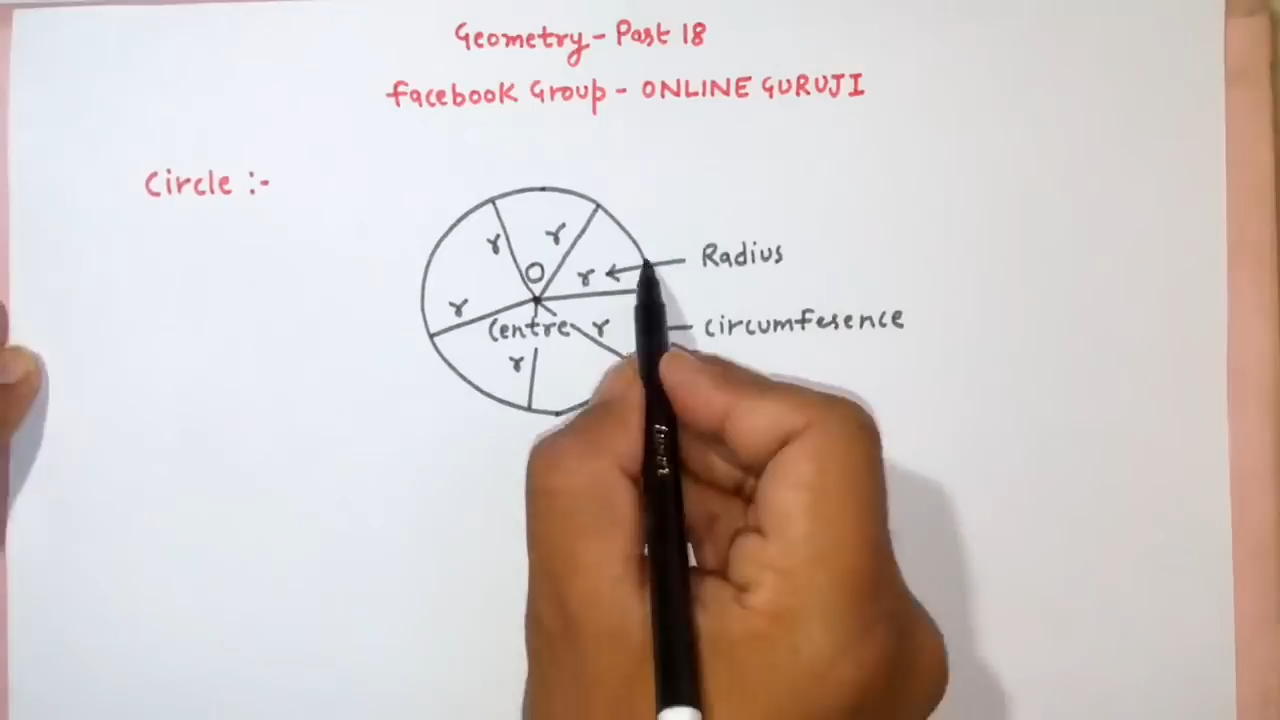 Geometry - Part 18
Facebook Group - ONLINE GURUJI
Circle :-
r
r
O
r
Radius
r
Centre
r
Circumference
r